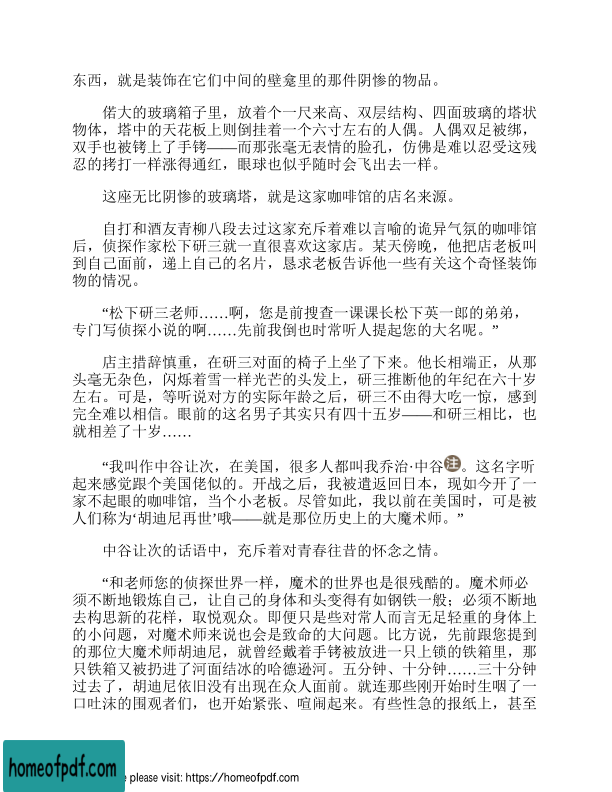 东西，就是装饰在它们中间的壁龛里的那件阴惨的物品。
偌大的玻璃箱子里，放着个一尺来高、双层结构、四面玻璃的塔状
物体，塔中的天花板上则倒挂着一个六寸左右的人偶。人偶双足被绑，
双手也被铐上了手铐——而那张毫无表情的脸孔，仿佛是难以忍受这残
忍的拷打一样涨得通红，眼球也似乎随时会飞出去一样。
这座无比阴惨的玻璃塔，就是这家咖啡馆的店名来源。
自打和酒友青柳八段去过这家充斥着难以言喻的诡异气氛的咖啡馆
后，侦探作家松下研三就一直很喜欢这家店。某天傍晚，他把店老板叫
到自己面前，递上自己的名片，恳求老板告诉他一些有关这个奇怪装饰
物的情况。
“松下研三老师……啊，您是前搜查一课课长松下英一郎的弟弟，
专门写侦探小说的啊……先前我倒也时常听人提起您的大名呢。”
店主措辞慎重，在研三对面的椅子上坐了下来。他长相端正，从那
头毫无杂色，闪烁着雪一样光芒的头发上，研三推断他的年纪在六十岁
左右。可是，等听说对方的实际年龄之后，研三不由得大吃一惊，感到
完全难以相信。眼前的这名男子其实只有四十五岁——和研三相比，也
就相差了十岁……
“我叫作中谷让次，在美国，很多人都叫我乔治·中谷注。这名字听
起来感觉跟个美国佬似的。开战之后，我被遣返回日本，现如今开了一
家不起眼的咖啡馆，当个小老板。尽管如此，我以前在美国时，可是被
人们称为‘胡迪尼再世’哦——就是那位历史上的大魔术师。”
中谷让次的话语中，充斥着对青春往昔的怀念之情。
“和老师您的侦探世界一样，魔术的世界也是很残酷的。魔术师必
须不断地锻炼自己，让自己的身体和头变得有如钢铁一般；必须不断地
去构思新的花样，取悦观众。即便只是些对常人而言无足轻重的身体上
的小问题，对魔术师来说也会是致命的大问题。比方说，先前跟您提到
的那位大魔术师胡迪尼，就曾经戴着手铐被放进一只上锁的铁箱里，那
只铁箱又被扔进了河面结冰的哈德逊河。五分钟、十分钟……三十分钟
过去了，胡迪尼依旧没有出现在众人面前。就连那些刚开始时生咽了一
口吐沫的围观者们，也开始紧张、喧闹起来。有些性急的报纸上，甚至
homeofpdf.com
e please visit: https://homeofpdf.com